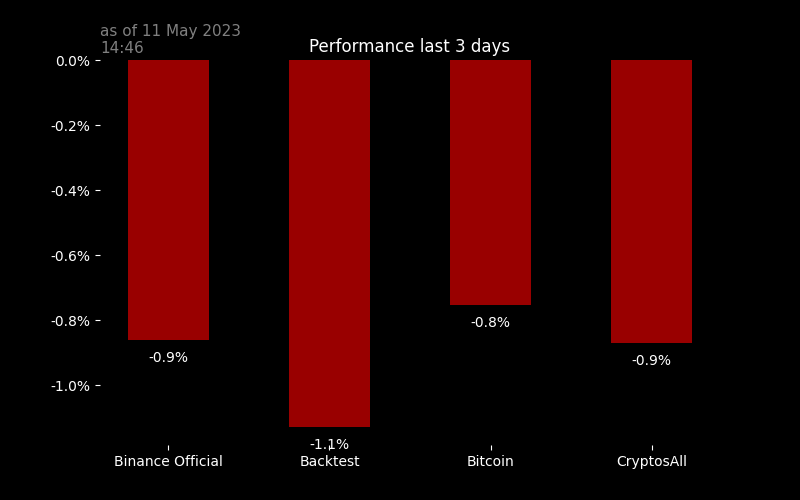 as of 11 May 2023
14:46
Performance last 3 days
0.0%
-0.2%
-0.4%
-0.6%
-0.8%
-1.0%
-0.9%
-1.1%
-0.8%
-0.9%
Binance Official
Backtest
Bitcoin
CryptosAll